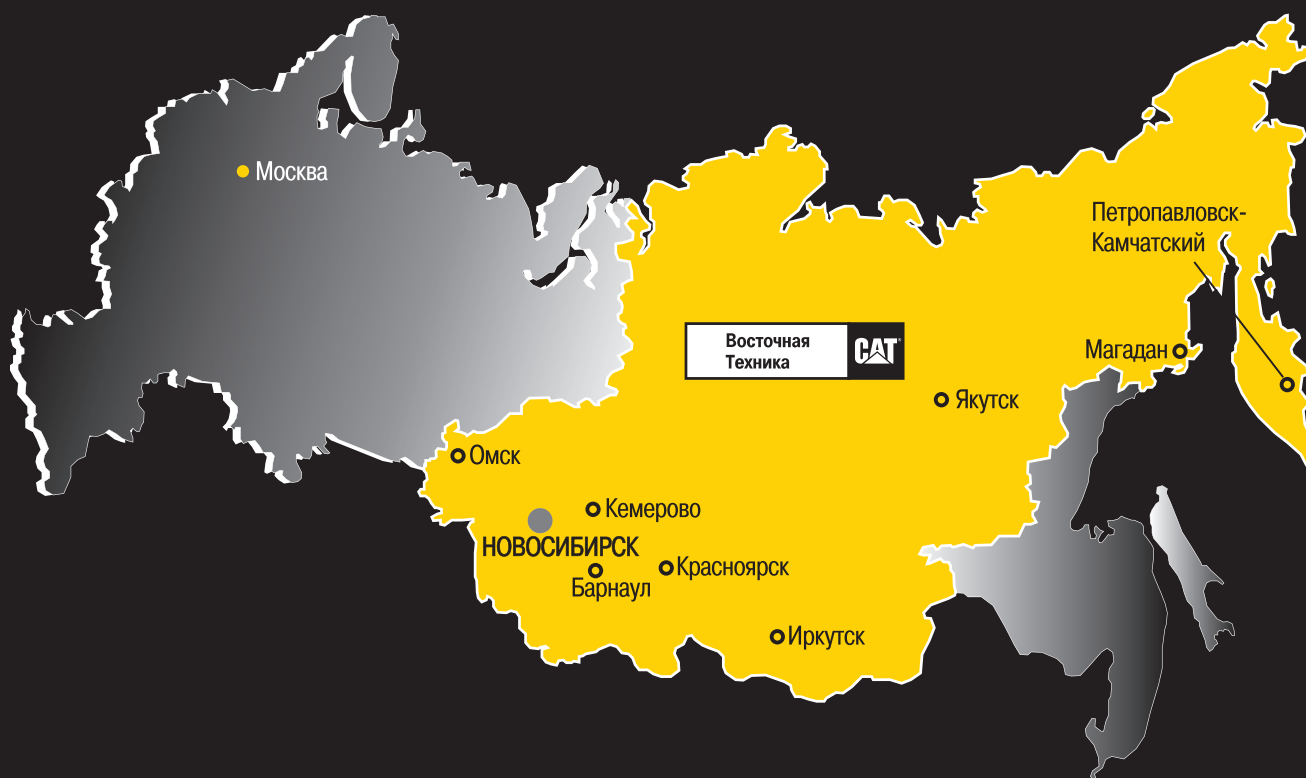 Москва
Петропавловск-
Камчатский
Восточная
Техника
CAT®
Магадан
Якутск
Омск
Кемерово
НОВОСИБИРСК
Красноярск
Барнаул
Иркутск